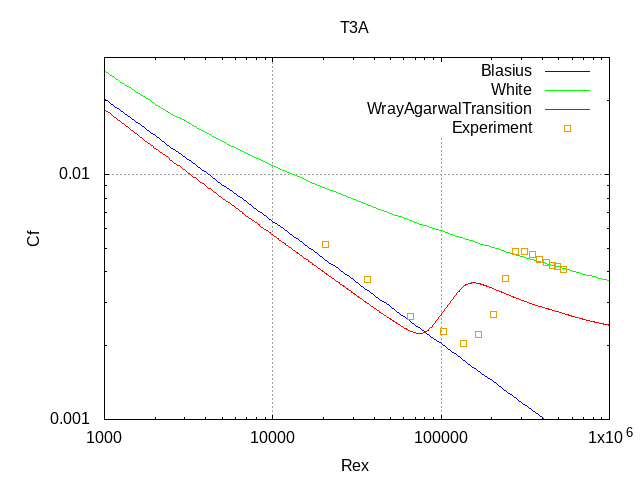 T3A
Blasius
White
WrayAgarwalTransition
Experiment
0.01
Cf
0.001
1000 10000 100000 1x10^6
Rex